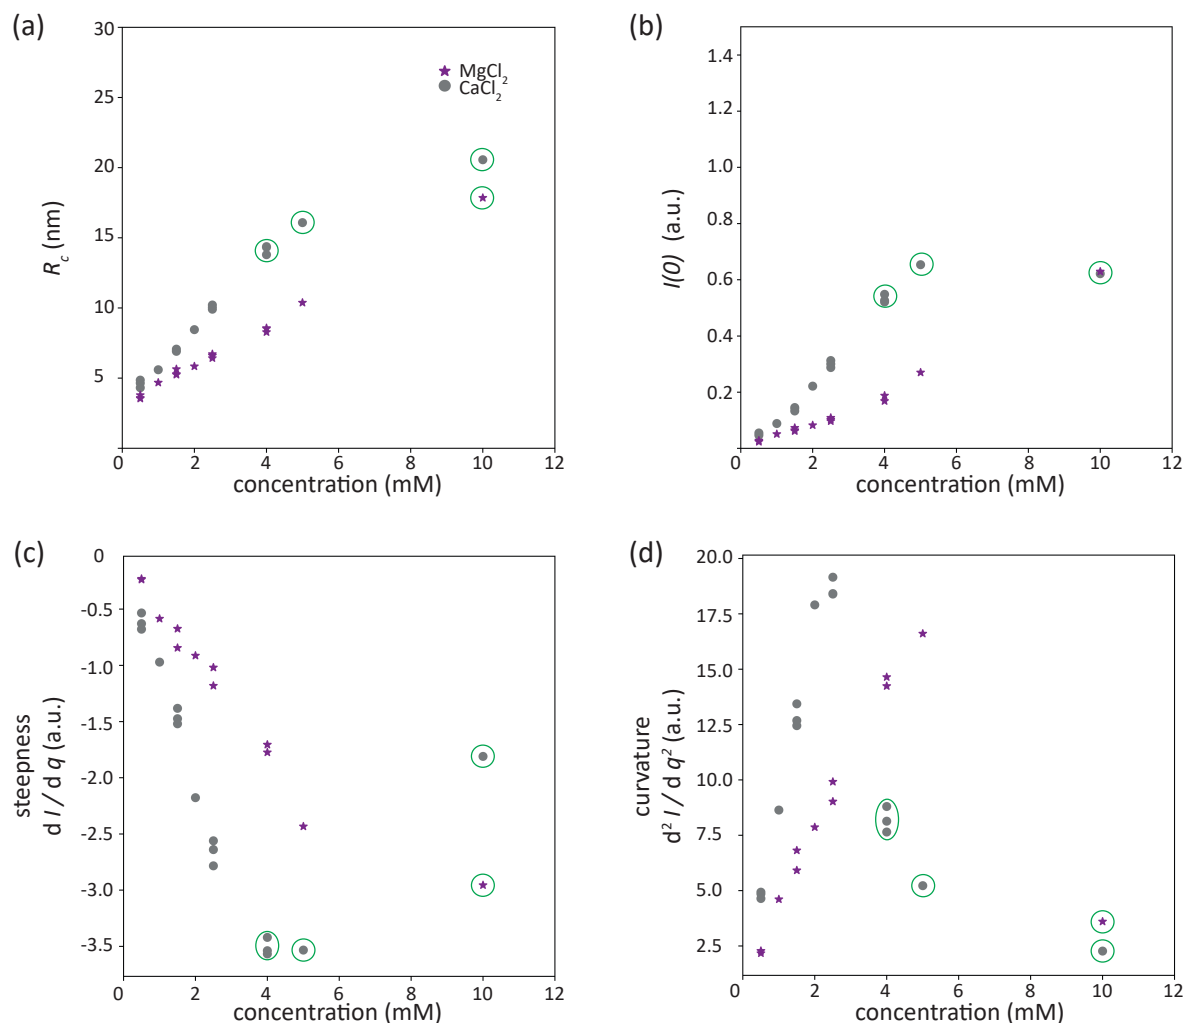 (a)
30
25
20
15
10
5
R_c (nm)
MgCl₂
CaCl₂
0 2 4 6 8 10 12
concentration (mM)
(b)
1.4
1.2
1.0
0.8
0.6
0.4
0.2
I(0) (a.u.)
0 2 4 6 8 10 12
concentration (mM)
(c)
0
-0.5
-1.0
-1.5
-2.0
-2.5
-3.0
-3.5
steepness
d I / d q (a.u.)
0 2 4 6 8 10 12
concentration (mM)
(d)
20.0
17.5
15.0
12.5
10.0
7.5
5.0
2.5
curvature
d² I / d q² (a.u.)
0 2 4 6 8 10 12
concentration (mM)